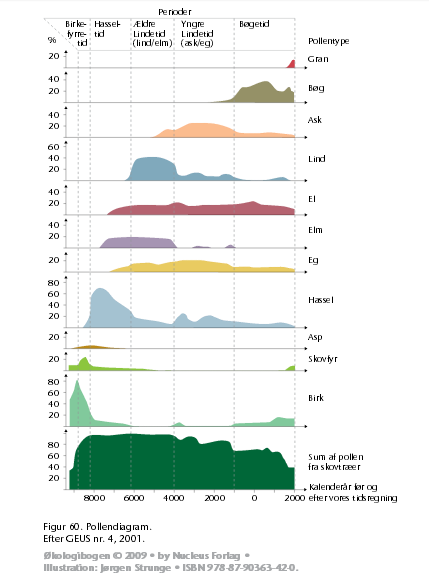 Perioder
Birke-
fyrre-
tid
Hassel-
tid
Ældre
Lindetid
(lind/elm)
Yngre
Lindetid
(ask/eg)
Bøgetid
%
Pollentype
20
Gran
40
20
Bøg
40
20
Ask
60
40
20
Lind
40
20
El
40
20
Elm
20
Eg
80
60
40
20
Hassel
20
Asp
20
Skovfyr
80
60
40
20
Birk
80
60
40
20
Sum af pollen
fra skovtræer
8000 6000 4000 2000 0 2000
Kalenderår før og
efter vores tidsregning
Figur 60. Pollendiagram.
Efter GEUS nr. 4, 2001.
Økologibogen © 2009 • by Nucleus Forlag •
Illustration: Jørgen Strunge • ISBN 978-87-90363-42-0.